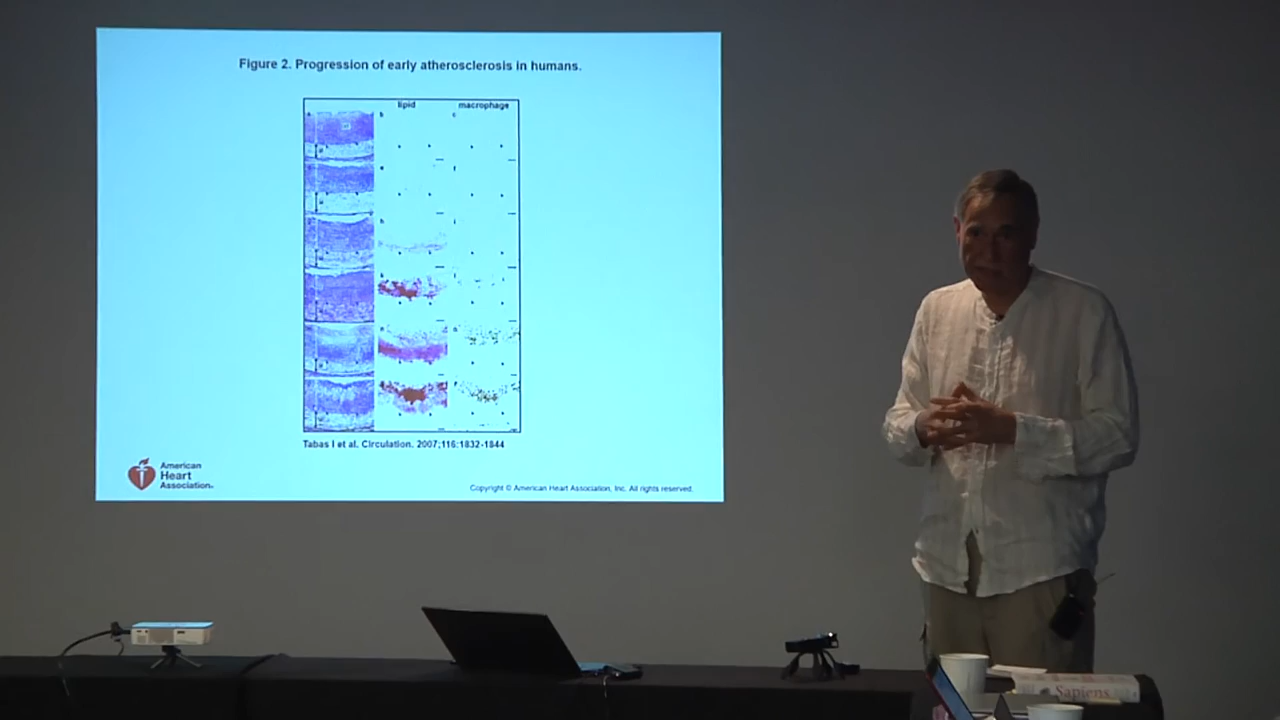 Figure 2. Progression of early atherosclerosis in humans.
lipid
macrophage
Tabas I et al. Circulation. 2007;116:1832-1844
American
Heart
Association®
Copyright © American Heart Association, Inc. All rights reserved.
Sapiens